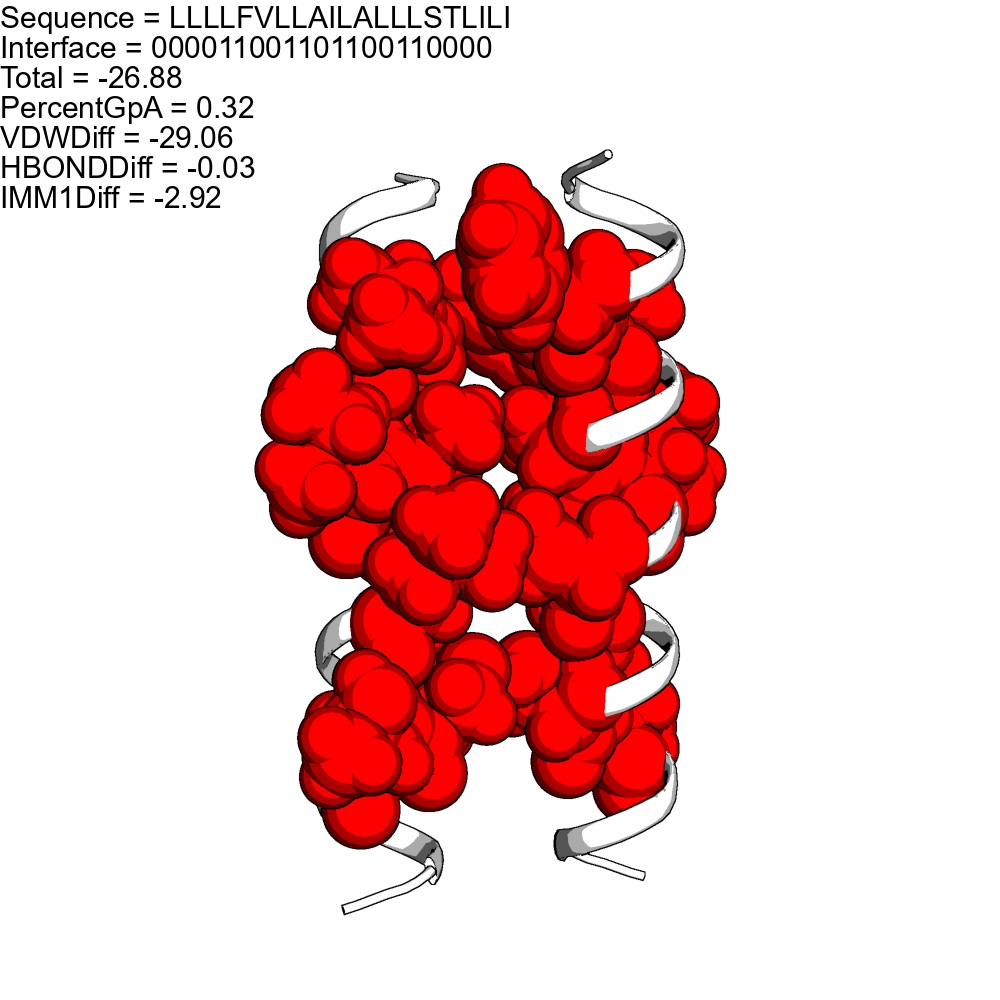 Sequence = LLLLFVLLAILALLLSTLILI
Interface = 000011001101100110000
Total = -26.88
PercentGpA = 0.32
VDWDiff = -29.06
HBONDDiff = -0.03
IMM1Diff = -2.92